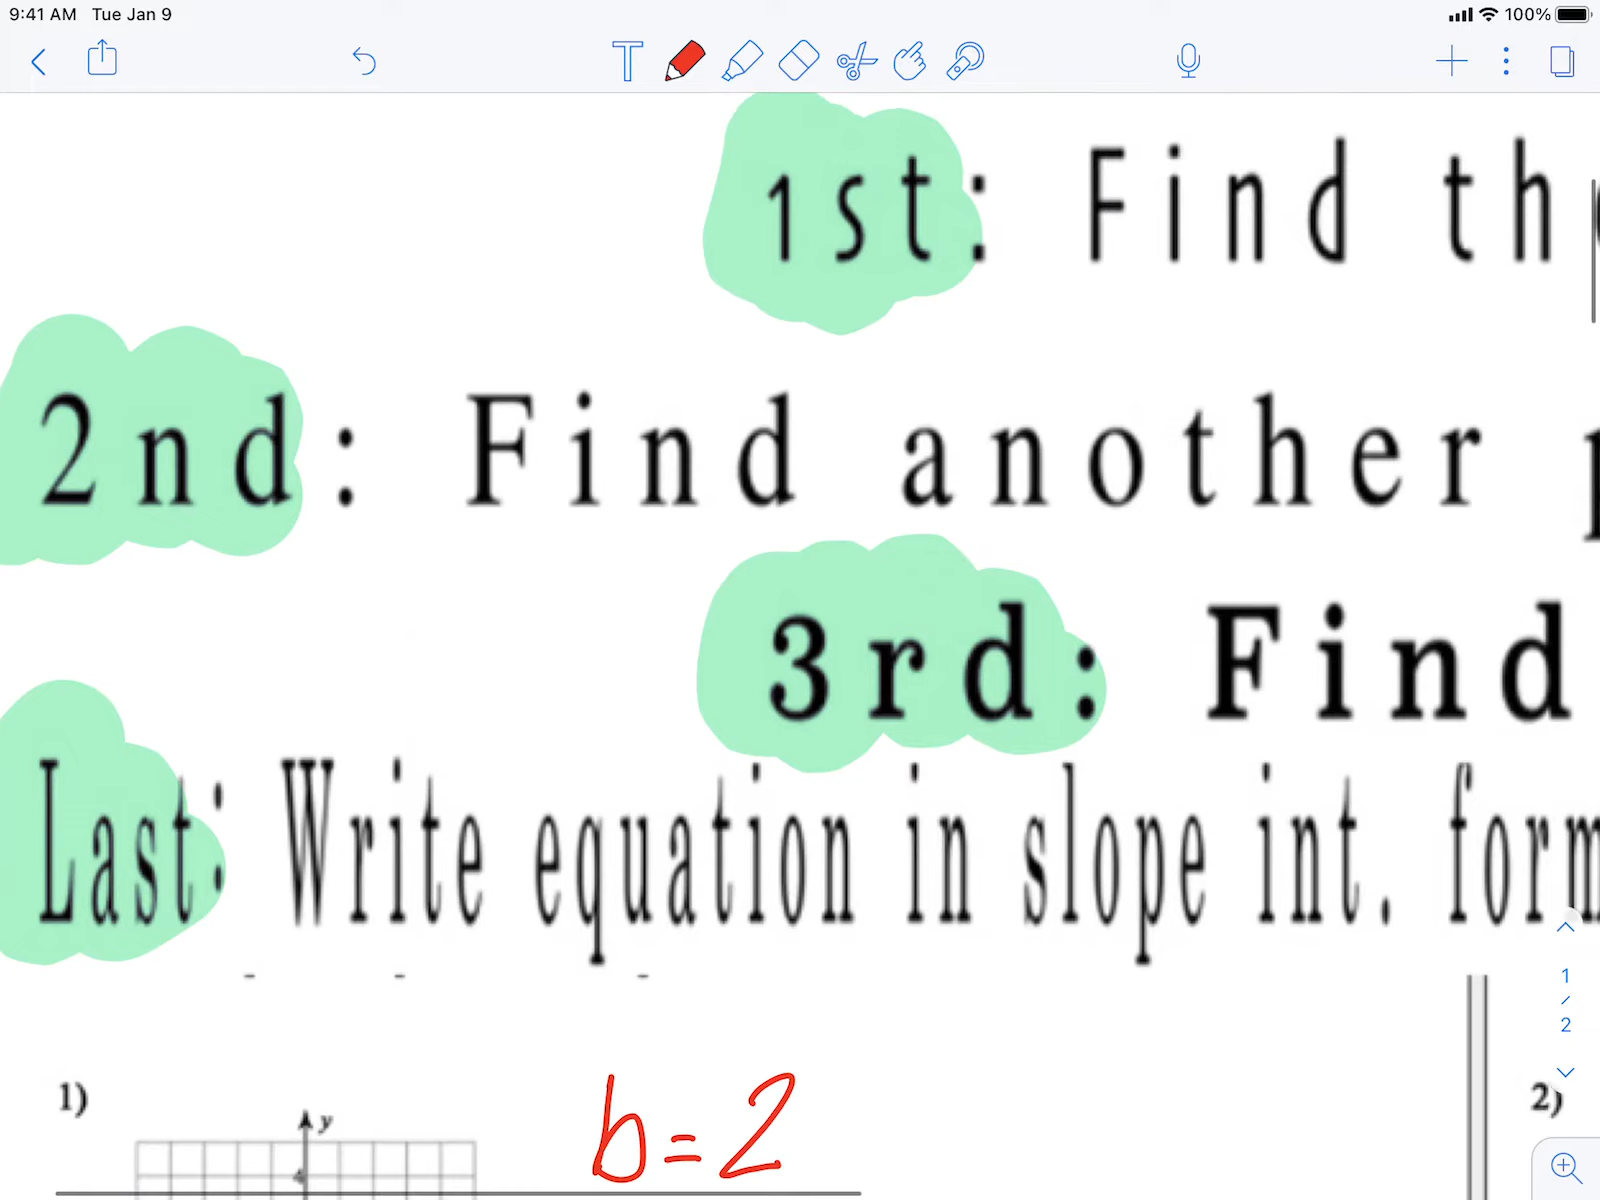 9:41 AM Tue Jan 9
100%
1st: Find th
2nd: Find another
3rd: Find
Last: Write equation in slope int. form
1
/
2
1)
y
4
b=2
2)